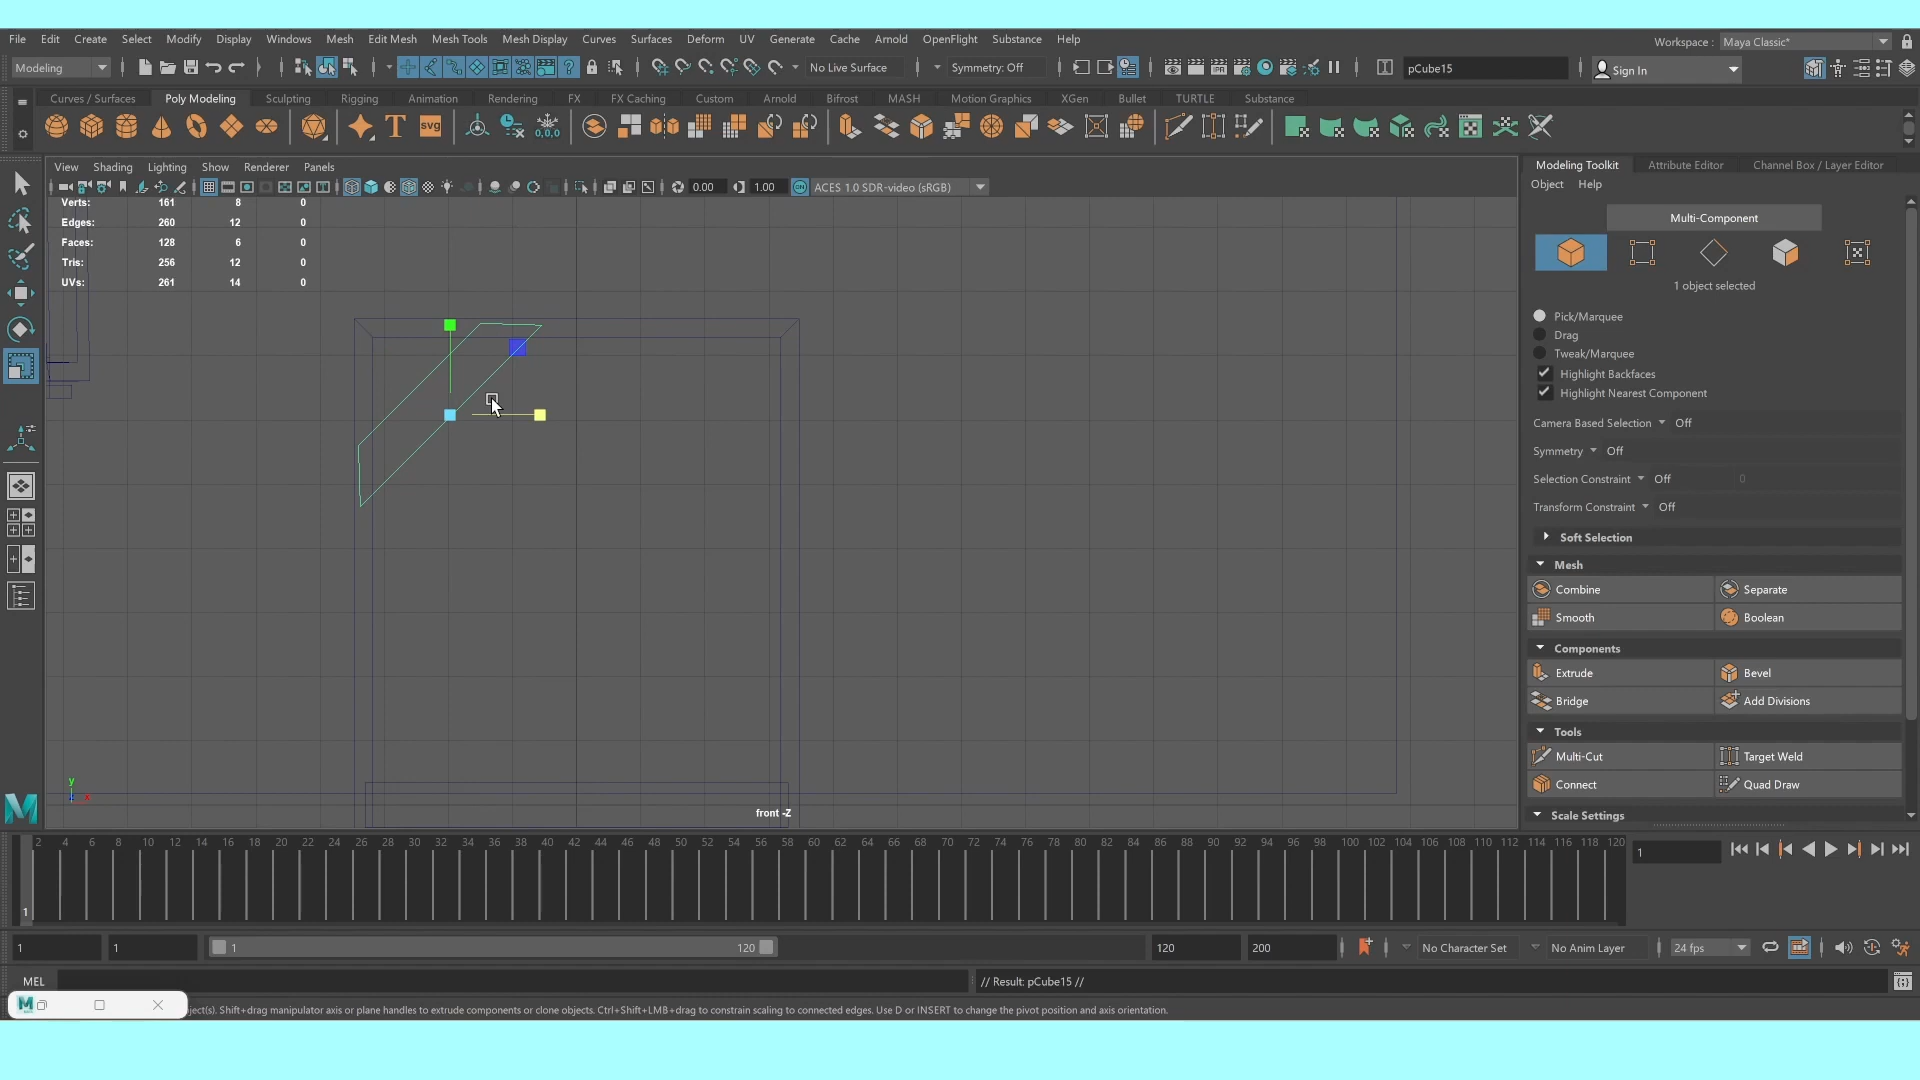 File Edit Create Select Modify Display Windows Mesh Edit Mesh Mesh Tools Mesh Display Curves Surfaces Deform UV Generate Cache Arnold OpenFlight Substance Help Workspace : Maya Classic*
Modeling No Live Surface Symmetry: Off pCube15 Sign In
Curves / Surfaces Poly Modeling Sculpting Rigging Animation Rendering FX FX Caching Custom Arnold Bifrost MASH Motion Graphics XGen Bullet TURTLE Substance
T svg 0,0,0
View Shading Lighting Show Renderer Panels
0.00 1.00 ON ACES 1.0 SDR-video (sRGB)
Verts: 161 8 0
Edges: 260 12 0
Faces: 128 6 0
Tris: 256 12 0
UVs: 261 14 0
y
x
front -Z
Modeling Toolkit Attribute Editor Channel Box / Layer Editor
Object Help
Multi-Component
1 object selected
Pick/Marquee
Drag
Tweak/Marquee
Highlight Backfaces
Highlight Nearest Component
Camera Based Selection Off
Symmetry Off
Selection Constraint Off 0
Transform Constraint Off
Soft Selection
Mesh
Combine Separate
Smooth Boolean
Components
Extrude Bevel
Bridge Add Divisions
Tools
Multi-Cut Target Weld
Connect Quad Draw
Scale Settings
2 4 6 8 10 12 14 16 18 20 22 24 26 28 30 32 34 36 38 40 42 44 46 48 50 52 54 56 58 60 62 64 66 68 70 72 74 76 78 80 82 84 86 88 90 92 94 96 98 100 102 104 106 108 110 112 114 116 118 120
1
1
1 1 1 120 120 200 No Character Set No Anim Layer 24 fps
MEL // Result: pCube15 //
ject(s). Shift+drag manipulator axis or plane handles to extrude components or clone objects. Ctrl+Shift+LMB+drag to constrain scaling to connected edges. Use D or INSERT to change the pivot position and axis orientation.